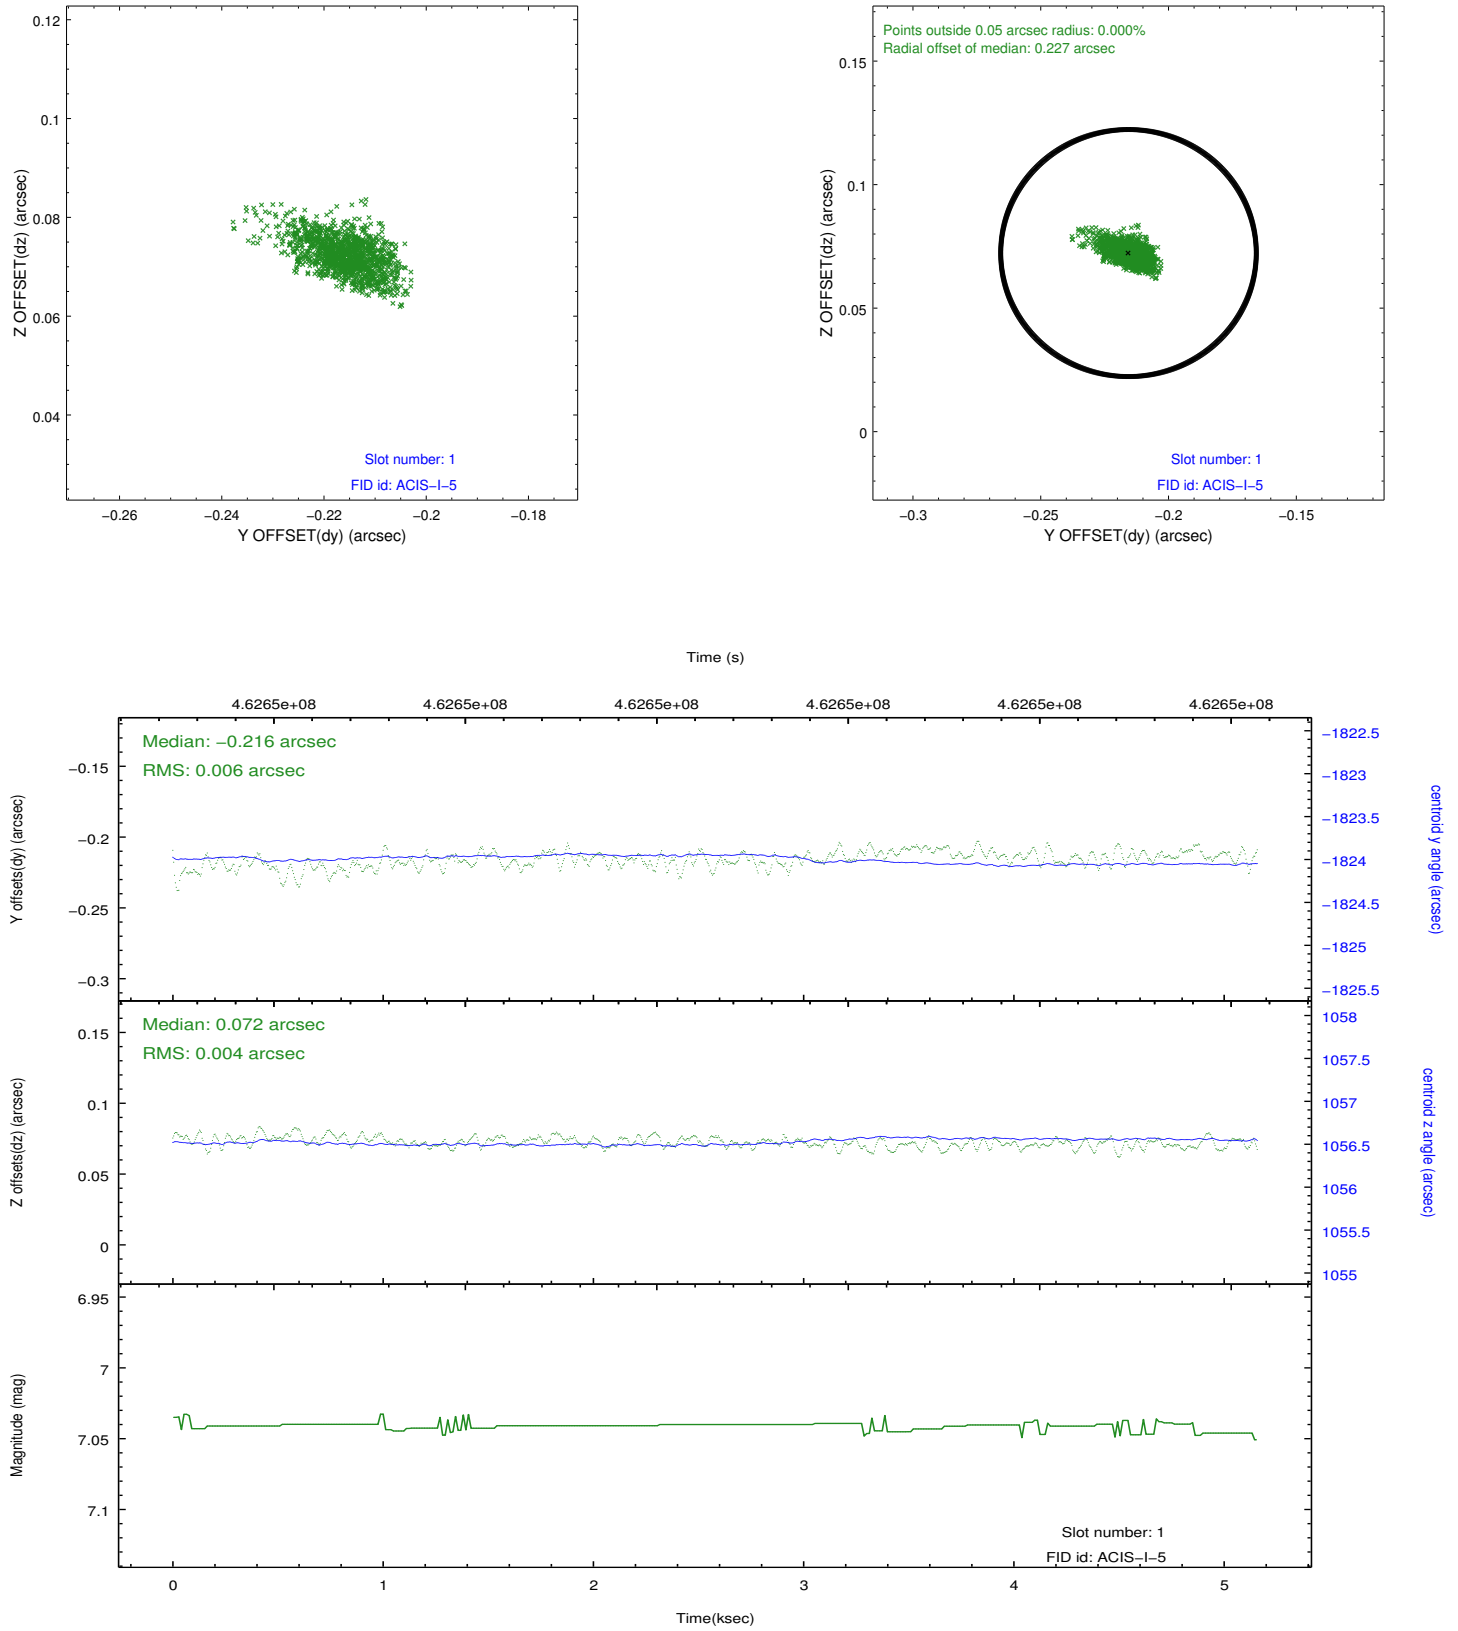 0.12
0.1
0.08
0.06
0.04
Z OFFSET(dz) (arcsec)
Slot number: 1
FID id: ACIS−I−5
−0.26 −0.24 −0.22 −0.2 −0.18
Y OFFSET(dy) (arcsec)
Points outside 0.05 arcsec radius: 0.000%
Radial offset of median: 0.227 arcsec
0.15
0.1
0.05
0
Z OFFSET(dz) (arcsec)
Slot number: 1
FID id: ACIS−I−5
−0.3 −0.25 −0.2 −0.15
Y OFFSET(dy) (arcsec)
Time (s)
4.6265e+08 4.6265e+08 4.6265e+08 4.6265e+08 4.6265e+08 4.6265e+08
Median: −0.216 arcsec
RMS: 0.006 arcsec
−0.15
−0.2
−0.25
−0.3
Y offsets(dy) (arcsec)
−1822.5
−1823
−1823.5
−1824
−1824.5
−1825
−1825.5
centroid y angle (arcsec)
Median: 0.072 arcsec
RMS: 0.004 arcsec
0.15
0.1
0.05
0
Z offsets(dz) (arcsec)
1058
1057.5
1057
1056.5
1056
1055.5
1055
centroid z angle (arcsec)
6.95
7
7.05
7.1
Magnitude (mag)
Slot number: 1
FID id: ACIS−I−5
0 1 2 3 4 5
Time(ksec)